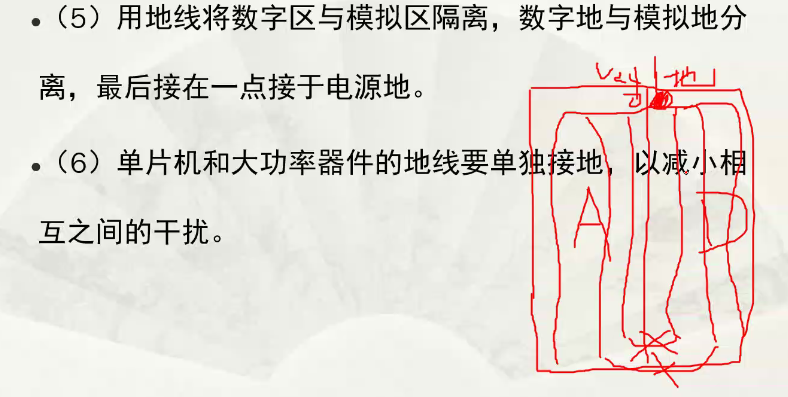 •（5）用地线将数字区与模拟区隔离，数字地与模拟地分
离，最后接在一点接于电源地。
•（6）单片机和大功率器件的地线要单独接地，以减小相
互之间的干扰。
地
A D